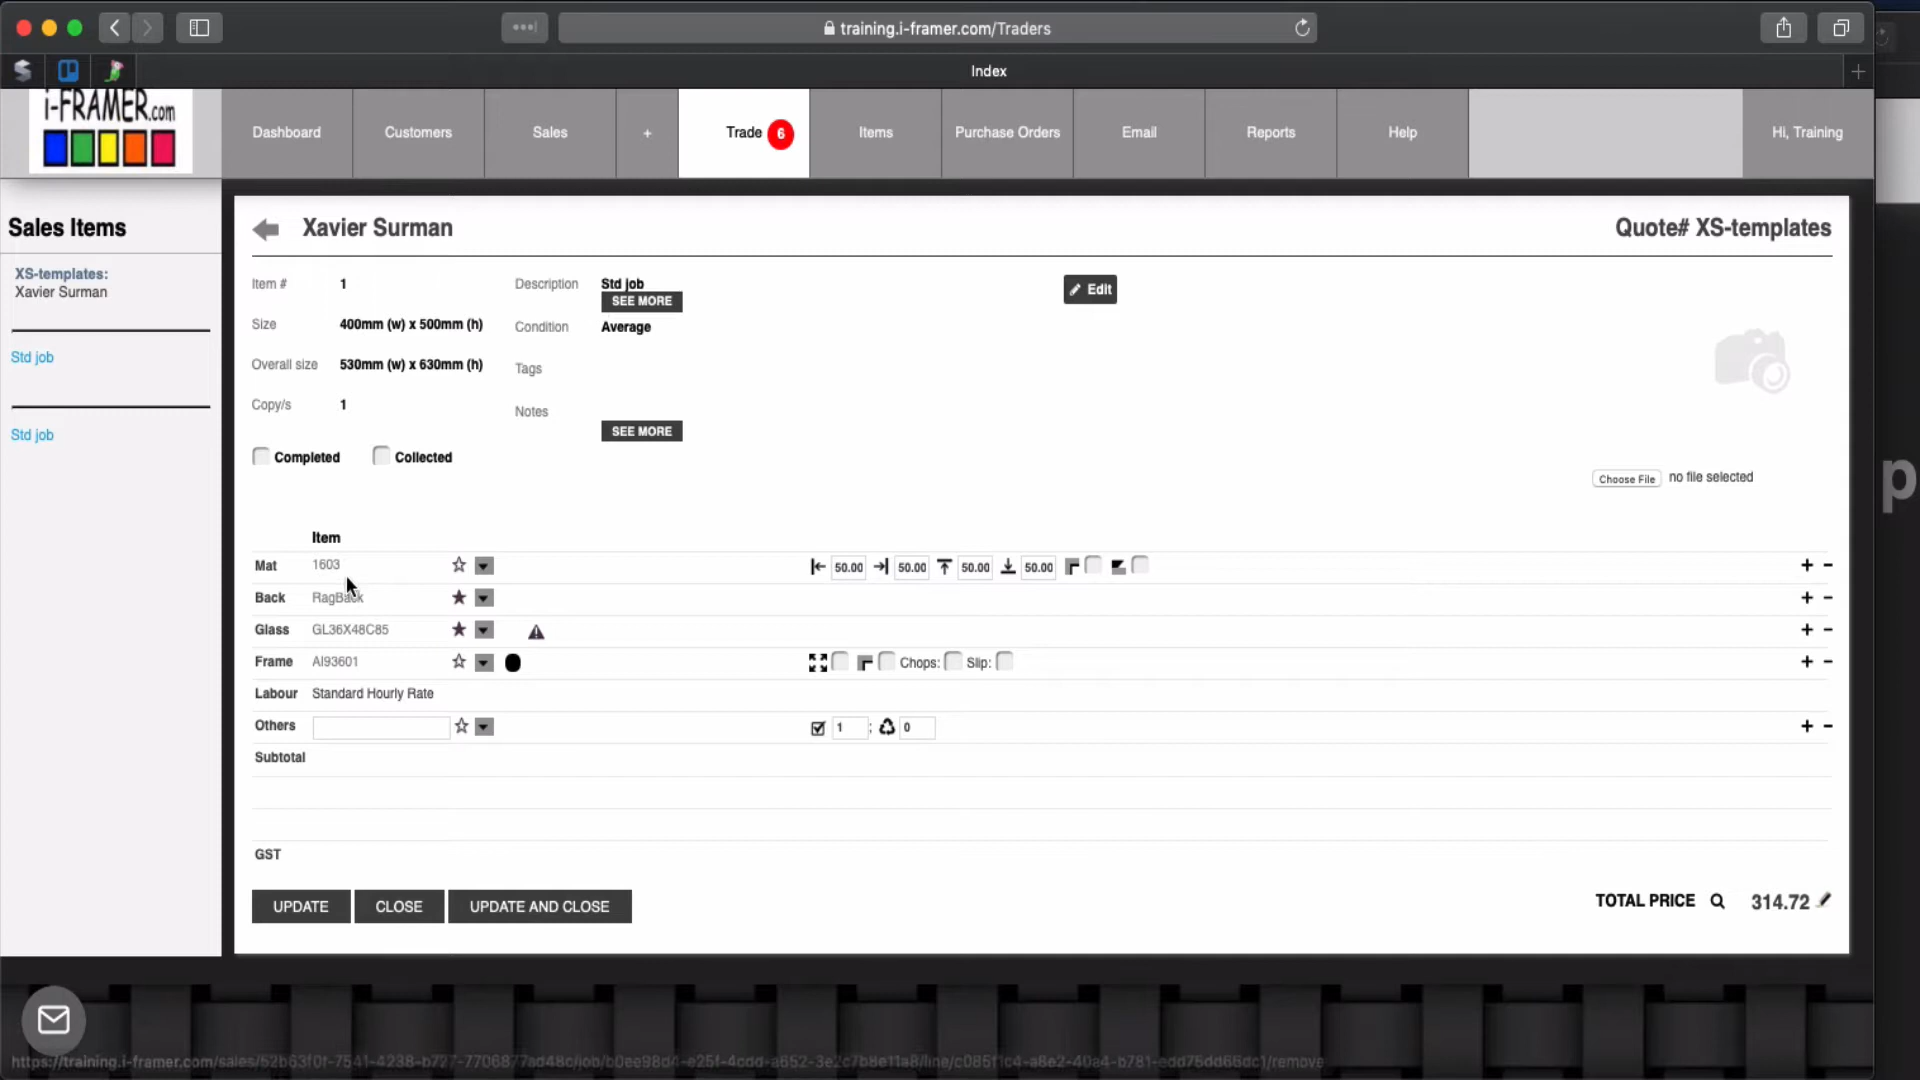 training.i-framer.com/Traders
Index
i-FRAMER.com
Dashboard
Customers
Sales
+
Trade 6
Items
Purchase Orders
Email
Reports
Help
Hi, Training
Sales Items
XS-templates:
Xavier Surman
Std job
Std job
Xavier Surman
Quote# XS-templates
Item # 1
Description Std job
SEE MORE
Edit
Size 400mm (w) x 500mm (h)
Condition Average
Overall size 530mm (w) x 630mm (h)
Tags
Copy/s 1
Notes
SEE MORE
Completed Collected
Choose File no file selected
Item
Mat 1603 50.00 50.00 50.00 50.00 + -
Back RagBack + -
Glass GL36X48C85 + -
Frame AI93601 Chops: Slip: + -
Labour Standard Hourly Rate
Others 1 ; 0 + -
Subtotal
GST
UPDATE CLOSE UPDATE AND CLOSE
TOTAL PRICE 314.72
p